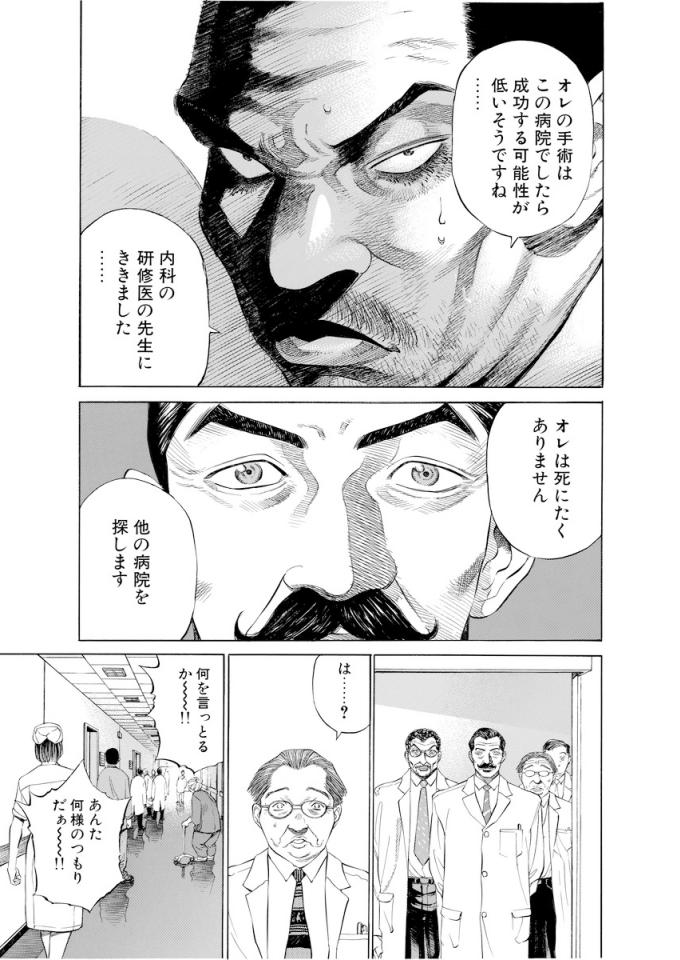 オレの手術は
この病院でしたら
成功する可能性が
低いそうですね
……
内科の
研修医の先生に
ききました
……
オレは死にたく
ありません
他の病院を
探します
は……？
何を言っとる
か～～!!
あんた
何様のつもり
だぁ～～!!